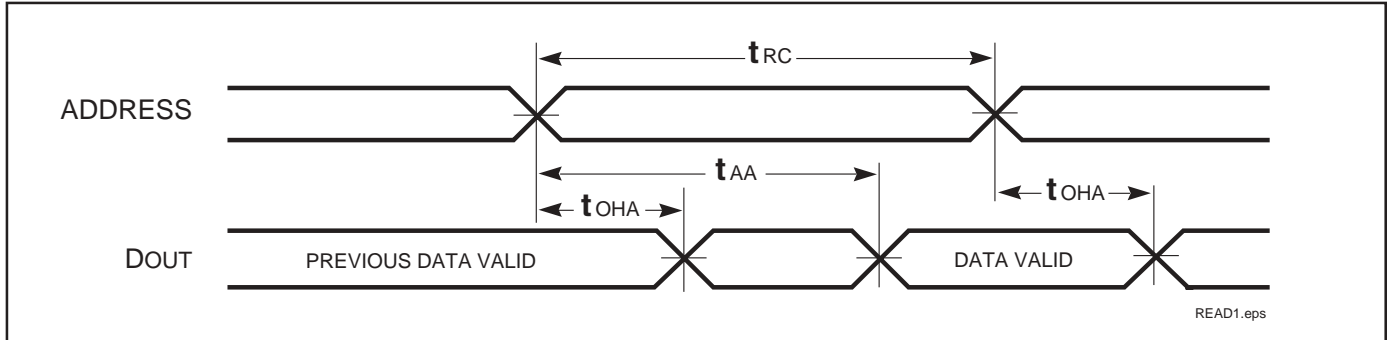 tRC
ADDRESS
tAA
tOHA
tOHA
DOUT
PREVIOUS DATA VALID
DATA VALID
READ1.eps